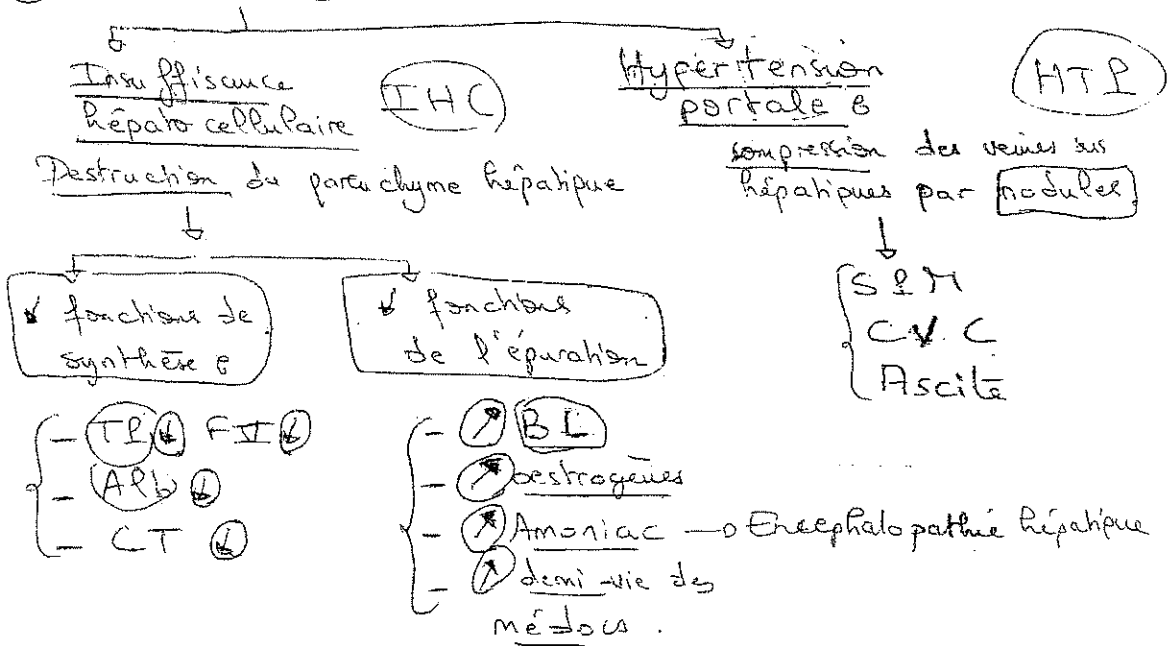 Insuffisance
hépato cellulaire
IHC
Destruction du parenchyme hépatique
↓ fonctions de
synthèse :
- TP ↓ FV ↓
- Alb ↓
- CT ↓
↓ fonctions
de l'épuration
- ↗ BL
- ↗ oestrogènes
- ↗ Amoniac → Encephalopathie hépatique
- ↗ demi-vie des
médocs.
Hypertension
portale :
HTP
compression des veines sus
hépatiques par nodules
SPM
C.V.C
Ascite